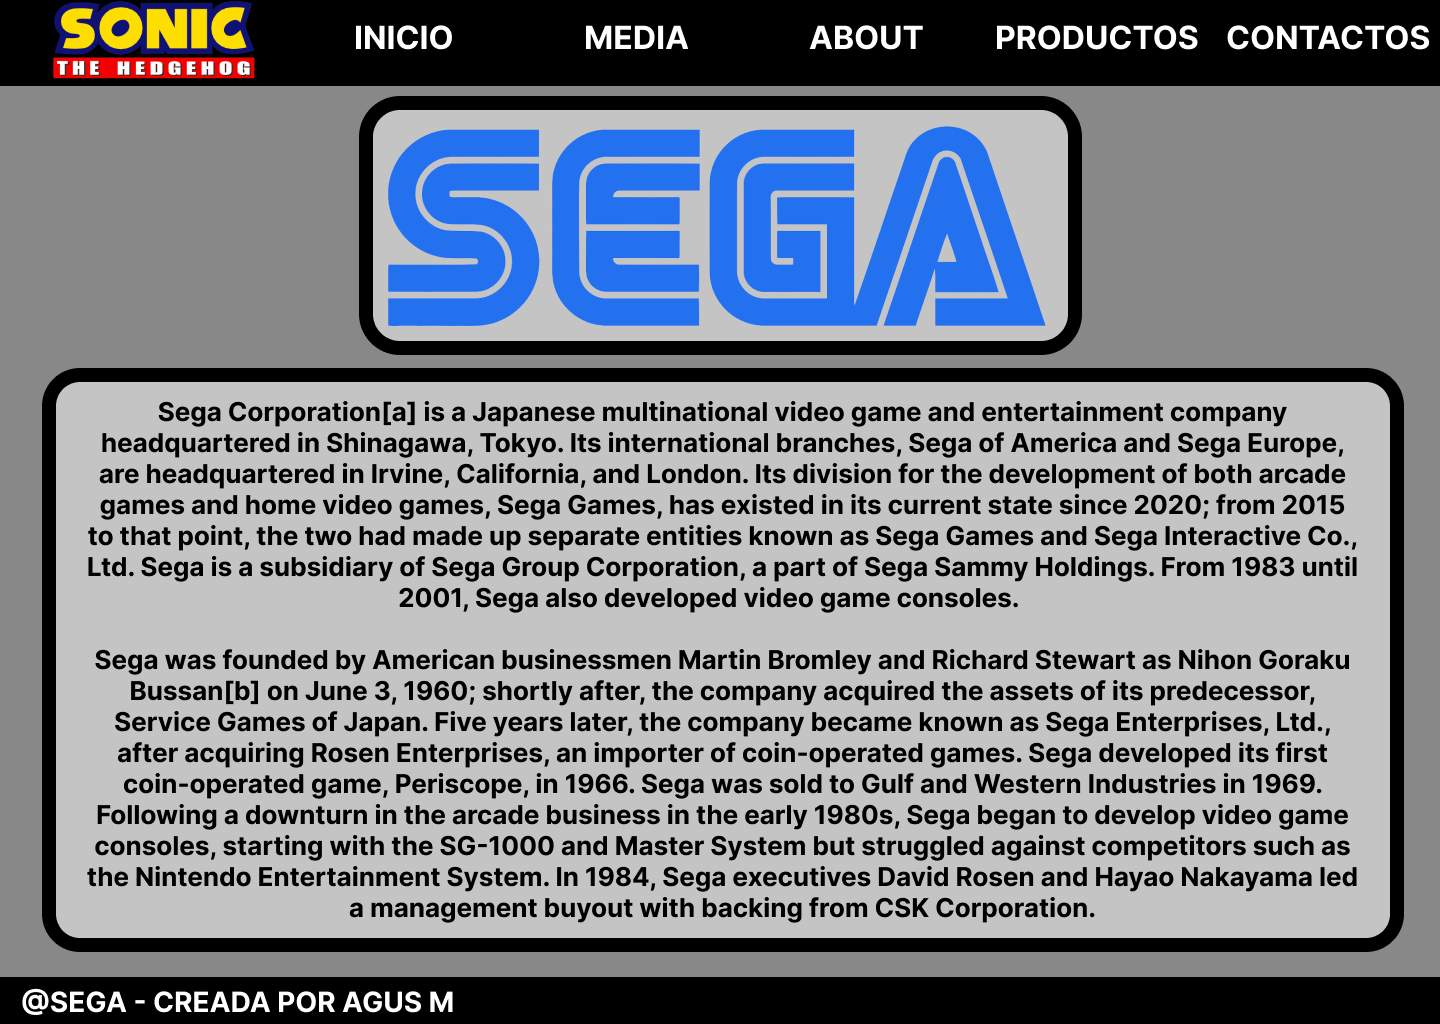 SONIC
THE HEDGEHOG
INICIO MEDIA ABOUT PRODUCTOS CONTACTOS
SEGA
Sega Corporation[a] is a Japanese multinational video game and entertainment company
headquartered in Shinagawa, Tokyo. Its international branches, Sega of America and Sega Europe,
are headquartered in Irvine, California, and London. Its division for the development of both arcade
games and home video games, Sega Games, has existed in its current state since 2020; from 2015
to that point, the two had made up separate entities known as Sega Games and Sega Interactive Co.,
Ltd. Sega is a subsidiary of Sega Group Corporation, a part of Sega Sammy Holdings. From 1983 until
2001, Sega also developed video game consoles.
Sega was founded by American businessmen Martin Bromley and Richard Stewart as Nihon Goraku
Bussan[b] on June 3, 1960; shortly after, the company acquired the assets of its predecessor,
Service Games of Japan. Five years later, the company became known as Sega Enterprises, Ltd.,
after acquiring Rosen Enterprises, an importer of coin-operated games. Sega developed its first
coin-operated game, Periscope, in 1966. Sega was sold to Gulf and Western Industries in 1969.
Following a downturn in the arcade business in the early 1980s, Sega began to develop video game
consoles, starting with the SG-1000 and Master System but struggled against competitors such as
the Nintendo Entertainment System. In 1984, Sega executives David Rosen and Hayao Nakayama led
a management buyout with backing from CSK Corporation.
@SEGA - CREADA POR AGUS M